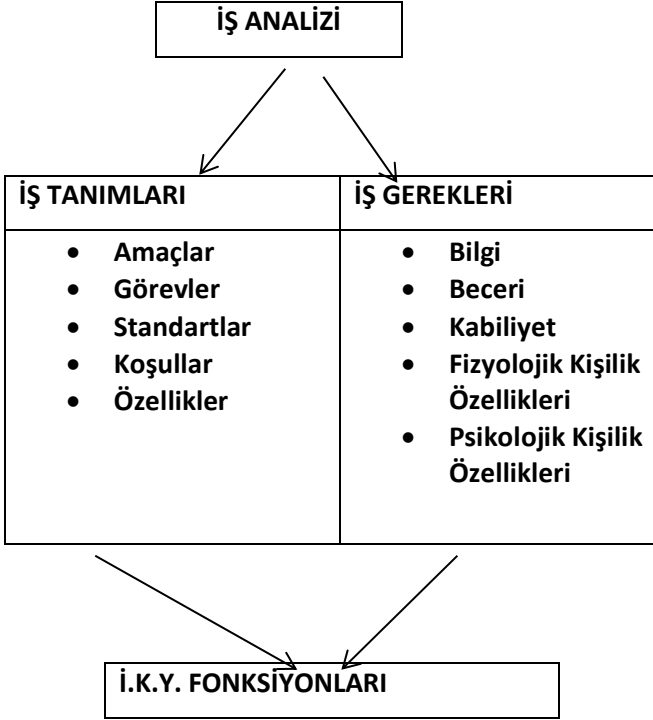 İŞ ANALİZİ
İŞ TANIMLARI
• Amaçlar
• Görevler
• Standartlar
• Koşullar
• Özellikler
İŞ GEREKLERİ
• Bilgi
• Beceri
• Kabiliyet
• Fizyolojik Kişilik
Özellikleri
• Psikolojik Kişilik
Özellikleri
İ.K.Y. FONKSİYONLARI